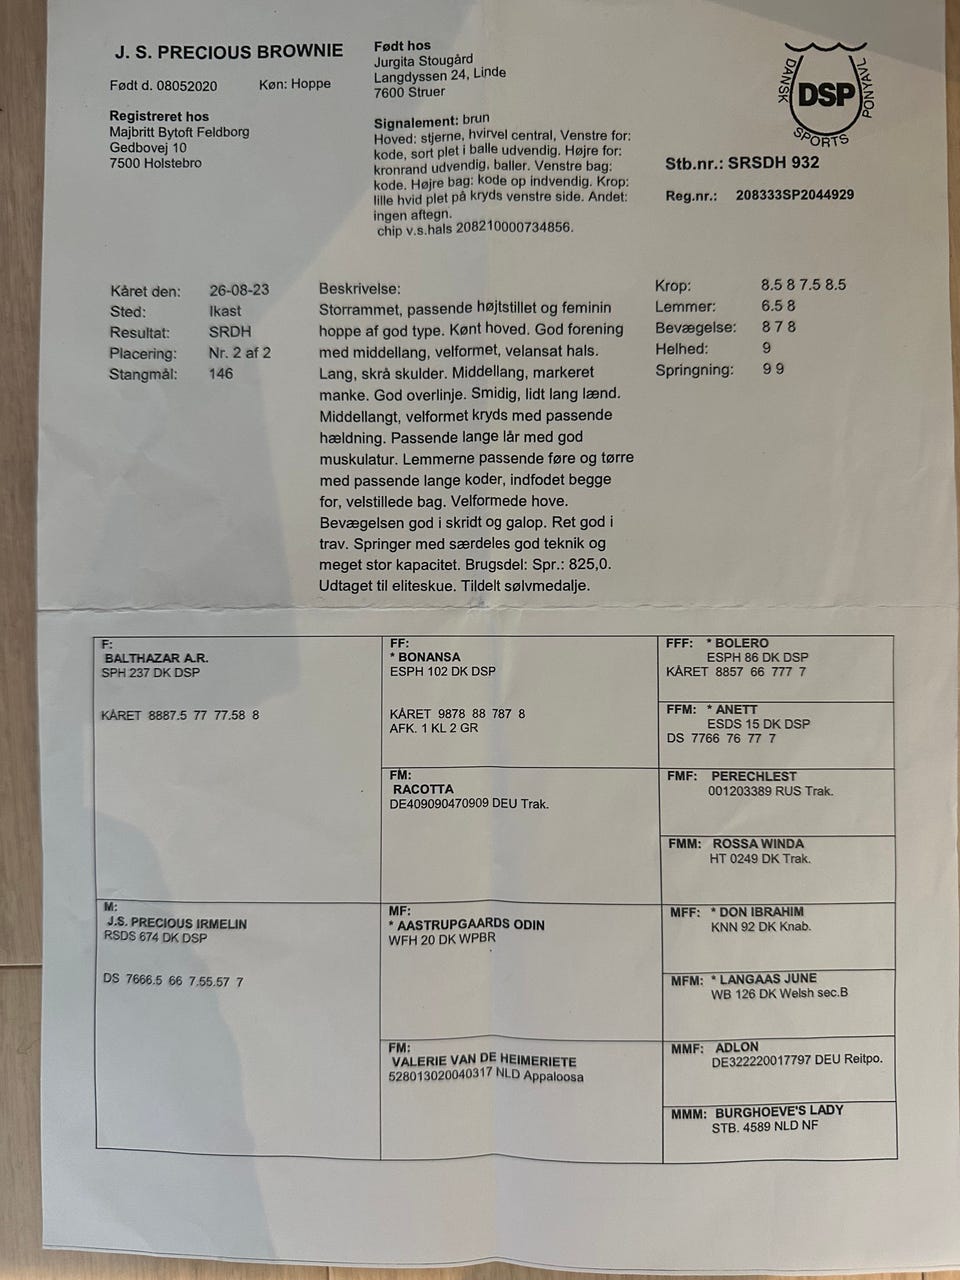 J. S. PRECIOUS BROWNIE
Født d. 08052020 Køn: Hoppe
Registreret hos
Majbritt Bytoft Feldborg
Gedbovej 10
7500 Holstebro
Født hos
Jurgita Stougård
Langdyssen 24, Linde
7600 Struer
Signalement: brun
Hoved: stjerne, hvirvel central, Venstre for:
kode, sort plet i balle udvendig. Højre for:
kronrand udvendig, baller. Venstre bag:
kode. Højre bag: kode op indvendig. Krop:
lille hvid plet på kryds venstre side. Andet:
ingen aftegn.
chip v.s.hals 208210000734856.
DANSK
DSP
PONYAVL
SPORTS
Stb.nr.: SRSDH 932
Reg.nr.: 208333SP2044929
Kåret den: 26-08-23
Sted: Ikast
Resultat: SRDH
Placering: Nr. 2 af 2
Stangmål: 146
Beskrivelse:
Storrammet, passende højtstillet og feminin
hoppe af god type. Kønt hoved. God forening
med middellang, velformet, velansat hals.
Lang, skrå skulder. Middellang, markeret
manke. God overlinje. Smidig, lidt lang lænd.
Middellangt, velformet kryds med passende
hældning. Passende lange lår med god
muskulatur. Lemmerne passende føre og tørre
med passende lange koder, indfodet begge
for, velstillede bag. Velformede hove.
Bevægelsen god i skridt og galop. Ret god i
trav. Springer med særdeles god teknik og
meget stor kapacitet. Brugsdel: Spr.: 825,0.
Udtaget til eliteskue. Tildelt sølvmedalje.
Krop: 8.5 8 7.5 8.5
Lemmer: 6.5 8
Bevægelse: 8 7 8
Helhed: 9
Springning: 9 9
F:
BALTHAZAR A.R.
SPH 237 DK DSP
KÅRET 8887.5 77 77.58 8
FF:
* BONANSA
ESPH 102 DK DSP
KÅRET 9878 88 787 8
AFK. 1 KL 2 GR
FM:
RACOTTA
DE409090470909 DEU Trak.
FFF: * BOLERO
ESPH 86 DK DSP
KÅRET 8857 66 777 7
FFM: * ANETT
ESDS 15 DK DSP
DS 7766 76 77 7
FMF: PERECHLEST
001203389 RUS Trak.
FMM: ROSSA WINDA
HT 0249 DK Trak.
M:
J.S. PRECIOUS IRMELIN
RSDS 674 DK DSP
DS 7666.5 66 7.55.57 7
MF:
* AASTRUPGAARDS ODIN
WFH 20 DK WPBR
FM:
VALERIE VAN DE HEIMERIETE
528013020040317 NLD Appaloosa
MFF: * DON IBRAHIM
KNN 92 DK Knab.
MFM: * LANGAAS JUNE
WB 126 DK Welsh sec.B
MMF: ADLON
DE322220017797 DEU Reitpo.
MMM: BURGHOEVE'S LADY
STB. 4589 NLD NF